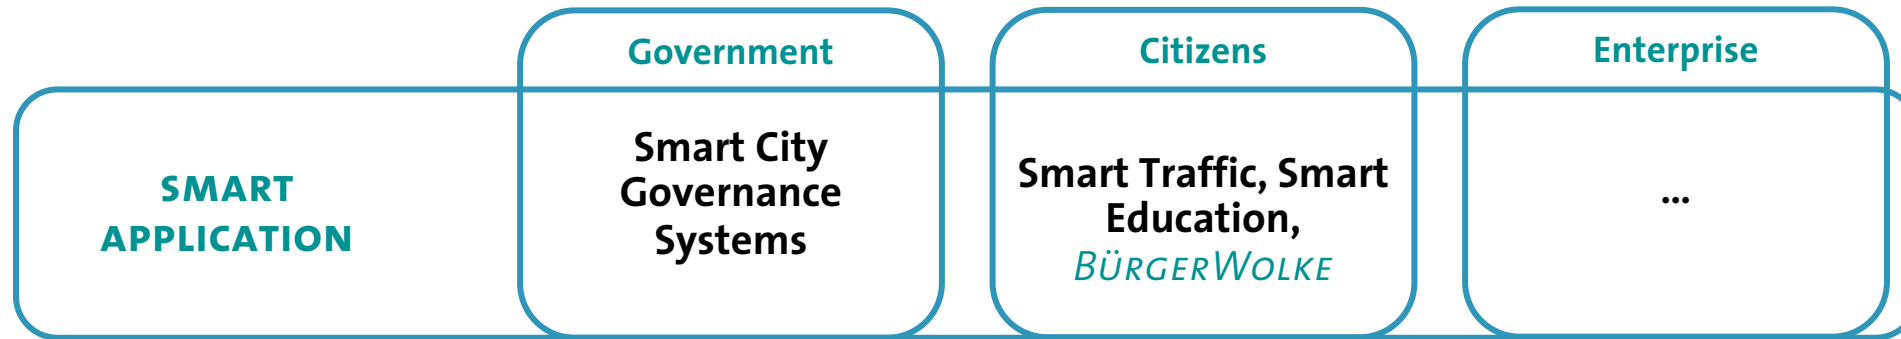 Government
Citizens
Enterprise
SMART
APPLICATION
Smart City
Governance
Systems
Smart Traffic, Smart
Education,
BÜRGERWOLKE
...